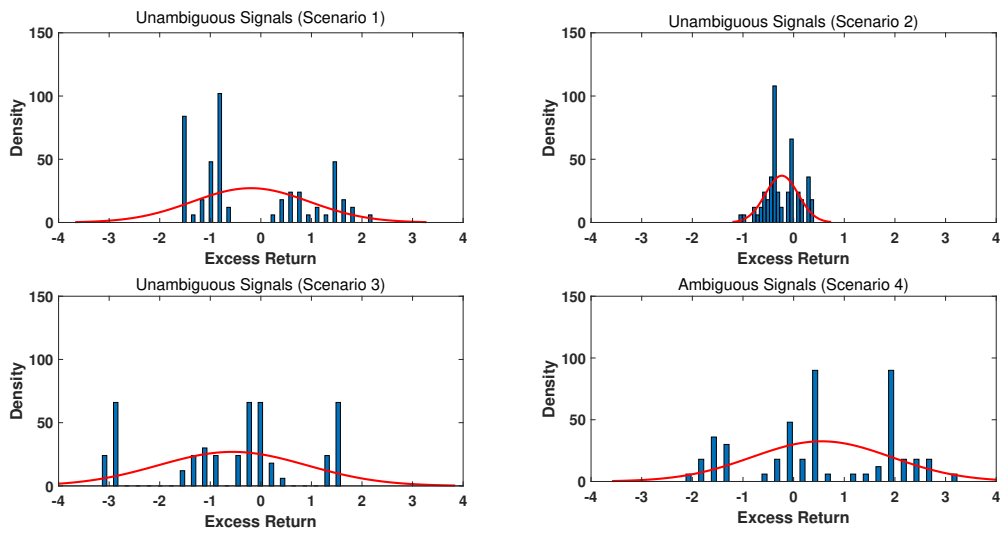 Unambiguous Signals (Scenario 1)
150
100
50
0
Density
-4 -3 -2 -1 0 1 2 3 4
Excess Return
Unambiguous Signals (Scenario 2)
150
100
50
0
Density
-4 -3 -2 -1 0 1 2 3 4
Excess Return
Unambiguous Signals (Scenario 3)
150
100
50
0
Density
-4 -3 -2 -1 0 1 2 3 4
Excess Return
Ambiguous Signals (Scenario 4)
150
100
50
0
Density
-4 -3 -2 -1 0 1 2 3 4
Excess Return